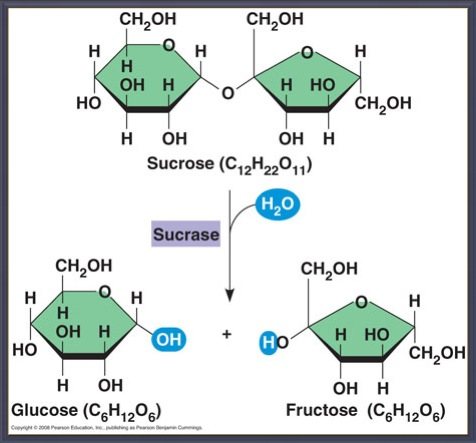 CH₂OH CH₂OH
H O H O H
H
OH H H HO
HO O CH₂OH
H OH OH H
Sucrose (C₁₂H₂₂O₁₁)
H₂O
Sucrase
CH₂OH CH₂OH
H O H O H
H
OH H OH + HO H HO
HO CH₂OH
H OH OH H
Glucose (C₆H₁₂O₆) Fructose (C₆H₁₂O₆)
Copyright © 2008 Pearson Education, Inc., publishing as Pearson Benjamin Cummings.